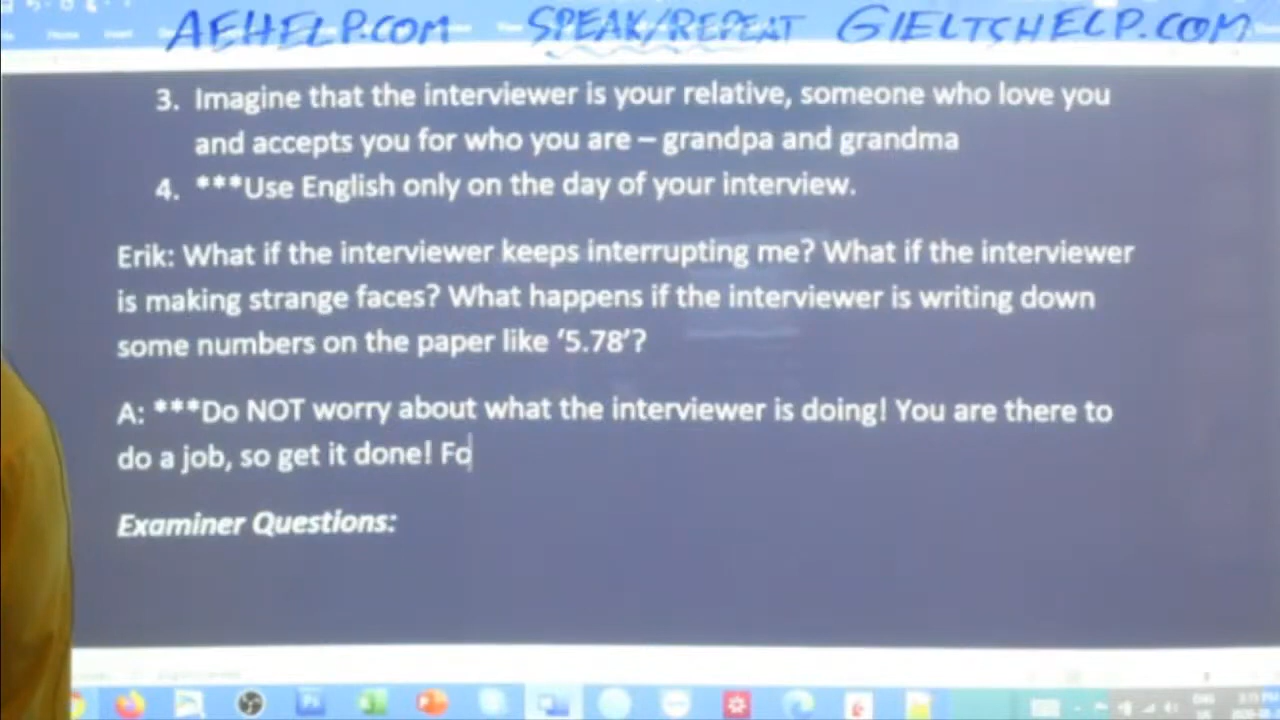 AEHELP.COM SPEAK/REPEAT GIELTSHELP.COM
3. Imagine that the interviewer is your relative, someone who love you
and accepts you for who you are – grandpa and grandma
4. ***Use English only on the day of your interview.
Erik: What if the interviewer keeps interrupting me? What if the interviewer
is making strange faces? What happens if the interviewer is writing down
some numbers on the paper like ‘5.78’?
A: ***Do NOT worry about what the interviewer is doing! You are there to
do a job, so get it done! Fo
Examiner Questions: